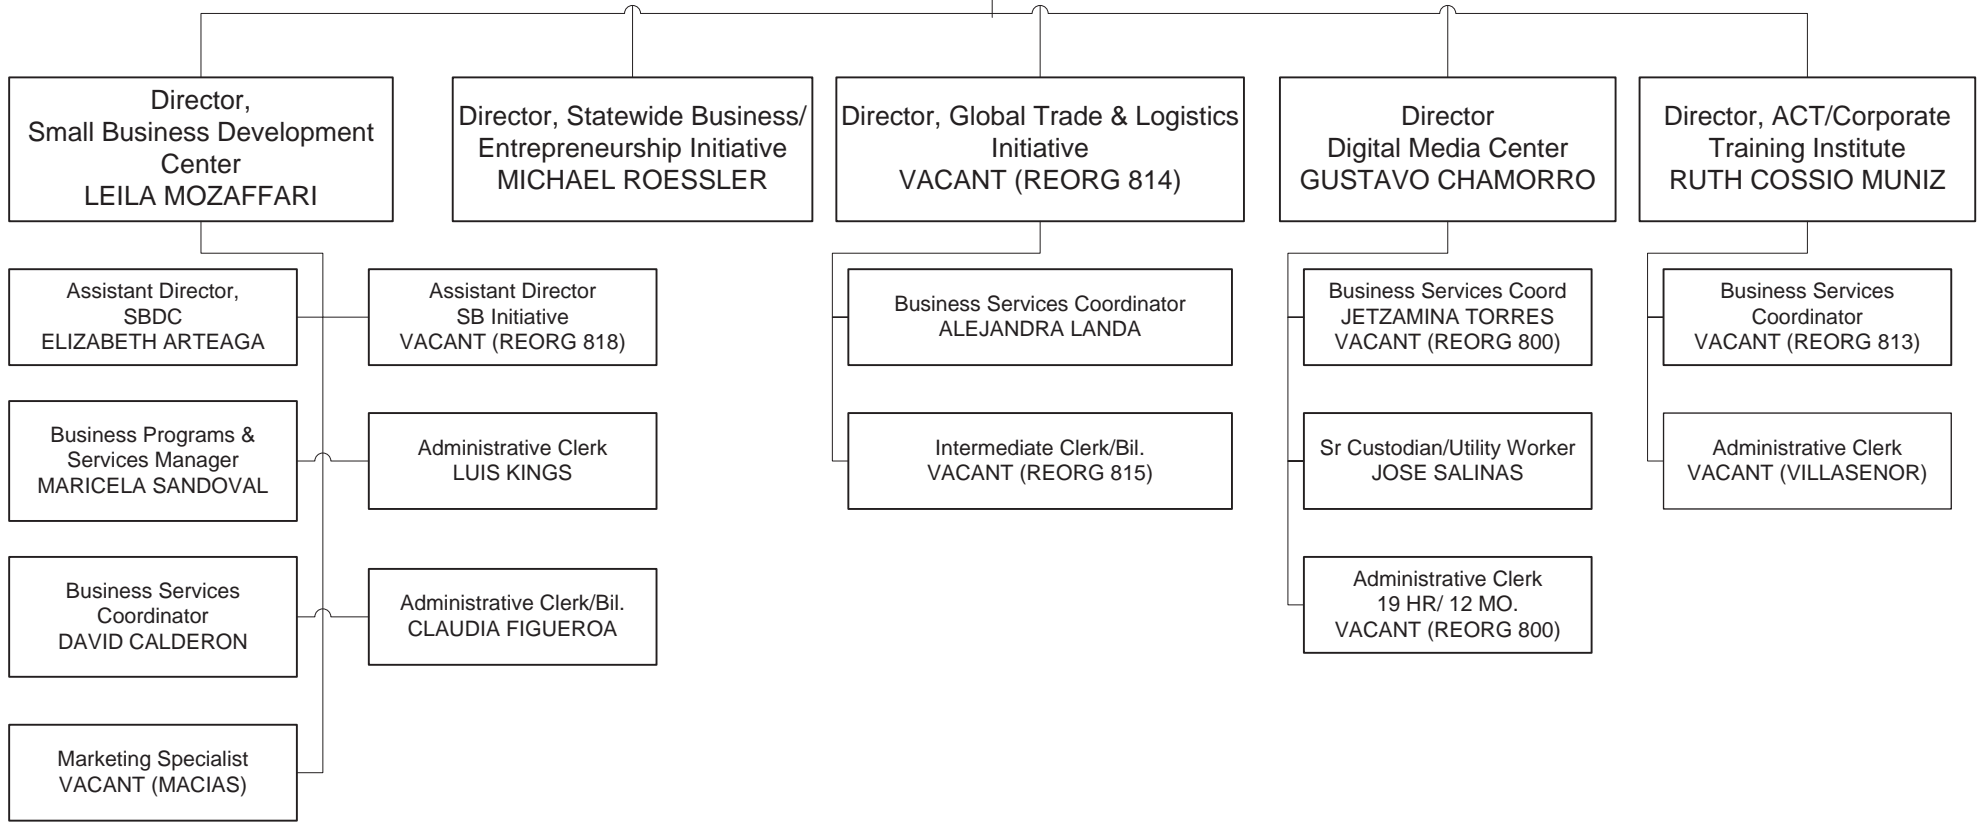 Director,
Small Business Development
Center
LEILA MOZAFFARI
Director, Statewide Business/
Entrepreneurship Initiative
MICHAEL ROESSLER
Director, Global Trade & Logistics
Initiative
VACANT (REORG 814)
Director
Digital Media Center
GUSTAVO CHAMORRO
Director, ACT/Corporate
Training Institute
RUTH COSSIO MUNIZ
Assistant Director,
SBDC
ELIZABETH ARTEAGA
Assistant Director
SB Initiative
VACANT (REORG 818)
Business Services Coordinator
ALEJANDRA LANDA
Business Services Coord
JETZAMINA TORRES
VACANT (REORG 800)
Business Services
Coordinator
VACANT (REORG 813)
Business Programs &
Services Manager
MARICELA SANDOVAL
Administrative Clerk
LUIS KINGS
Intermediate Clerk/Bil.
VACANT (REORG 815)
Sr Custodian/Utility Worker
JOSE SALINAS
Administrative Clerk
VACANT (VILLASENOR)
Business Services
Coordinator
DAVID CALDERON
Administrative Clerk/Bil.
CLAUDIA FIGUEROA
Administrative Clerk
19 HR/ 12 MO.
VACANT (REORG 800)
Marketing Specialist
VACANT (MACIAS)